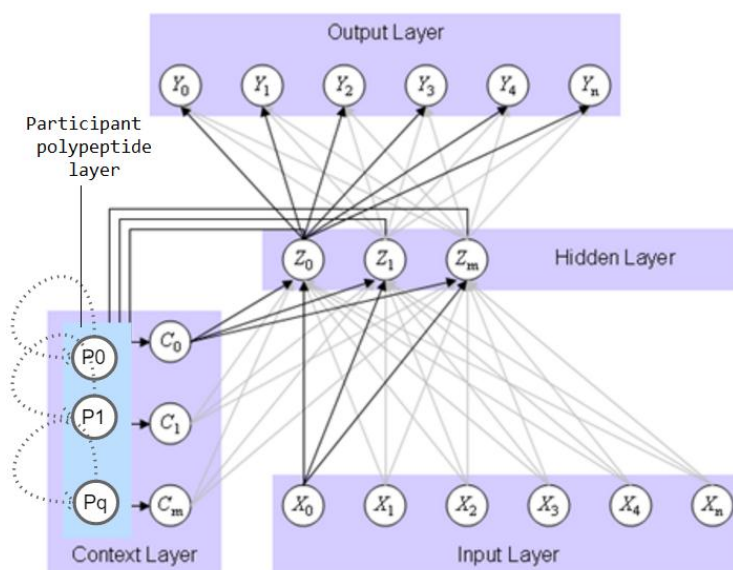 Output Layer
Y0 Y1 Y2 Y3 Y4 Yn
Participant
polypeptide
layer
Z0 Z1 Zm Hidden Layer
P0 C0
P1 C1
Pq Cm
X0 X1 X2 X3 X4 Xn
Context Layer
Input Layer